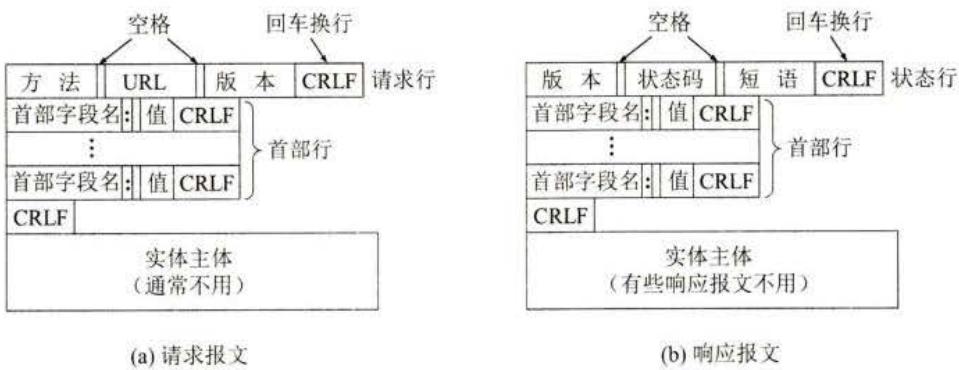 空格 回车换行
方 法 URL 版 本 CRLF 请求行
首部字段名 : 值 CRLF
⋮ 首部行
首部字段名 : 值 CRLF
CRLF
实体主体
（通常不用）
(a) 请求报文
空格 回车换行
版 本 状态码 短 语 CRLF 状态行
首部字段名 : 值 CRLF
⋮ 首部行
首部字段名 : 值 CRLF
CRLF
实体主体
（有些响应报文不用）
(b) 响应报文